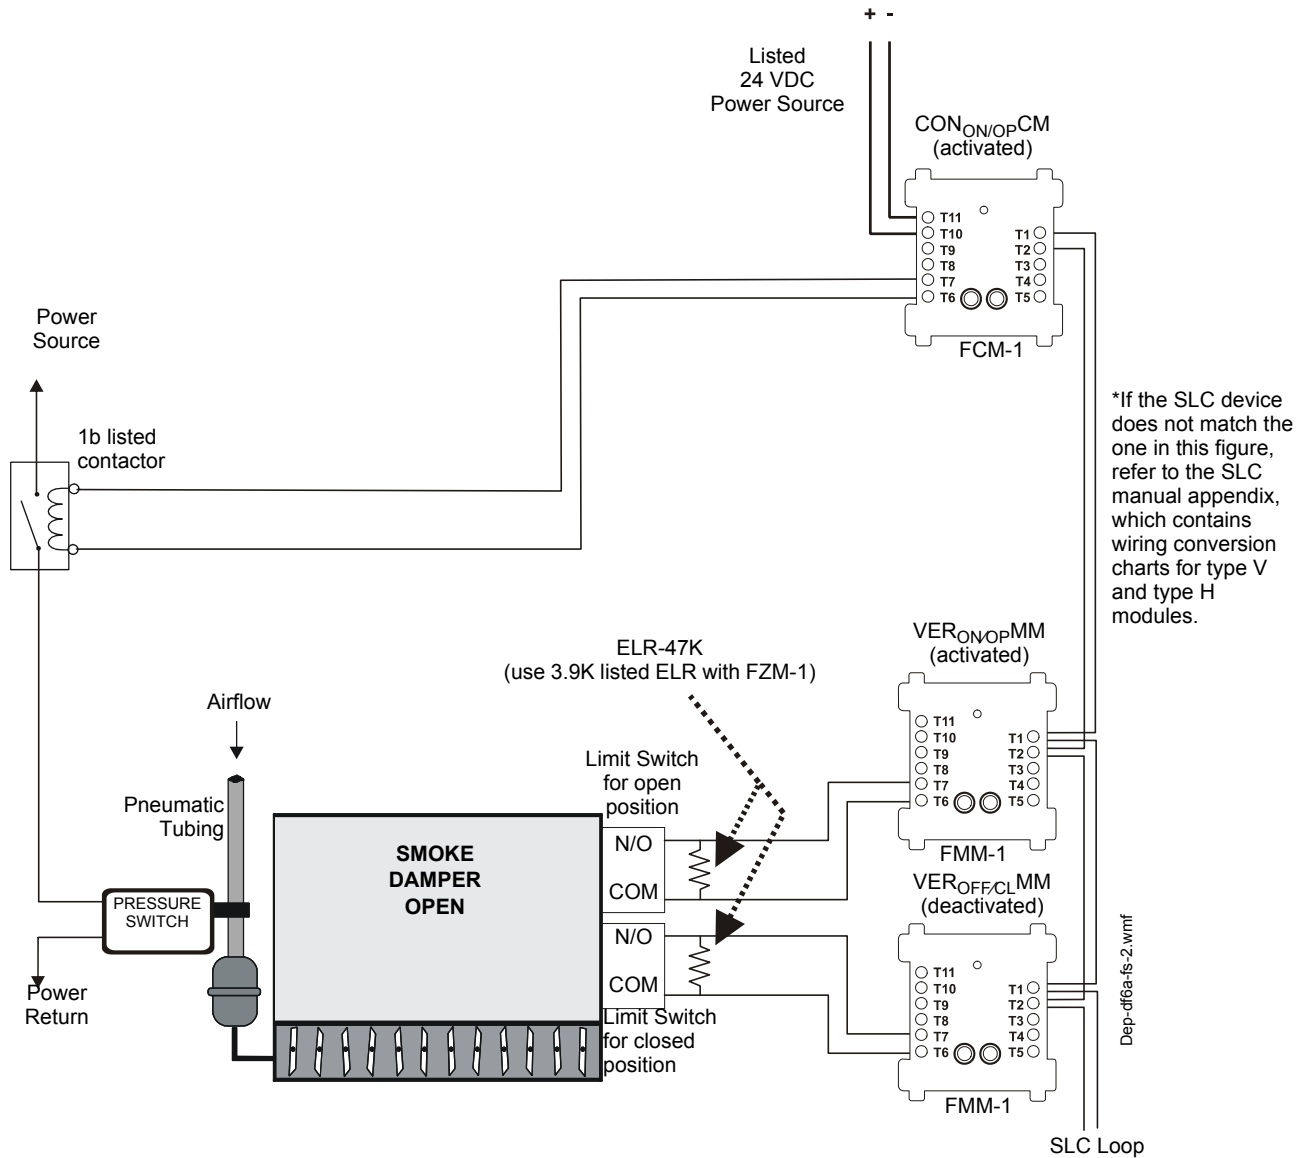 + -
Listed
24 VDC
Power Source
CONON/OPCM
(activated)
T11
T10
T9
T8
T7
T6
T1
T2
T3
T4
T5
FCM-1
Power
Source
1b listed
contactor
*If the SLC device
does not match the
one in this figure,
refer to the SLC
manual appendix,
which contains
wiring conversion
charts for type V
and type H
modules.
ELR-47K
(use 3.9K listed ELR with FZM-1)
VERON/OPMM
(activated)
T11
T10
T9
T8
T7
T6
T1
T2
T3
T4
T5
FMM-1
Airflow
Pneumatic
Tubing
Limit Switch
for open
position
SMOKE
DAMPER
OPEN
N/O
COM
N/O
COM
Limit Switch
for closed
position
PRESSURE
SWITCH
Power
Return
VEROFF/CLMM
(deactivated)
T11
T10
T9
T8
T7
T6
T1
T2
T3
T4
T5
FMM-1
Dep-df6a-fs-2.wmf
SLC Loop